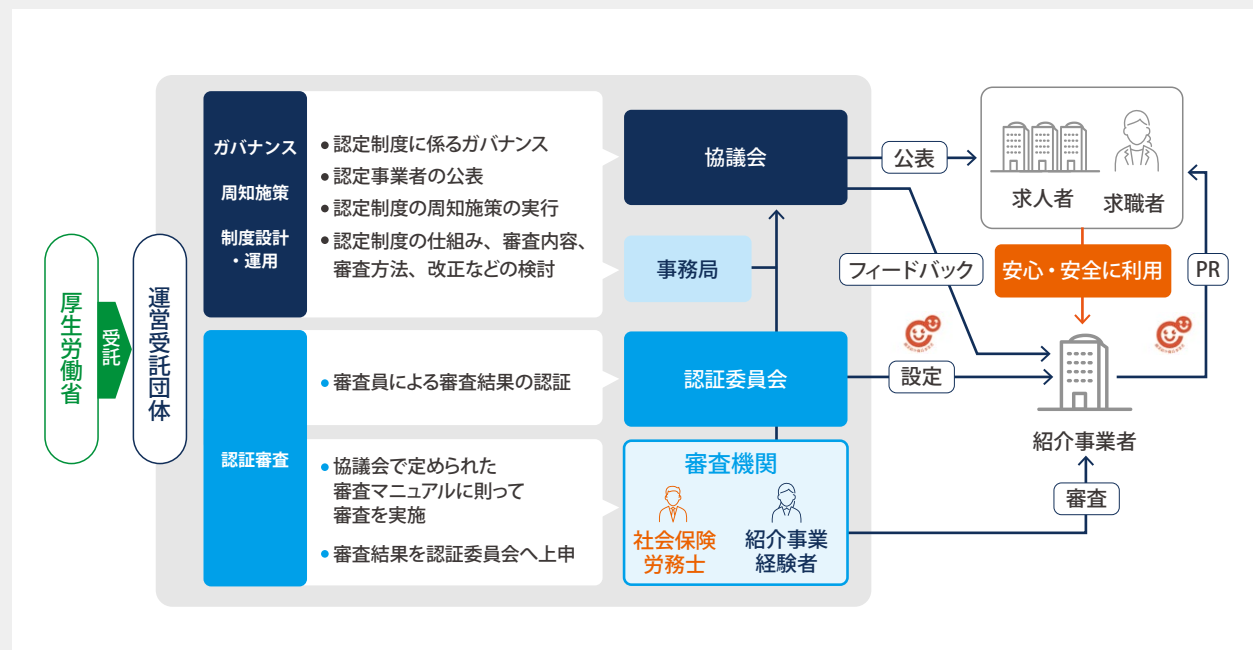 厚生労働省
受託
運営受託団体
ガバナンス
周知施策
制度設計
・運用
●認定制度に係るガバナンス
●認定事業者の公表
●認定制度の周知施策の実行
●認定制度の仕組み、審査内容、
審査方法、改正などの検討
協議会
事務局
認証審査
●審査員による審査結果の認証
認証委員会
●協議会で定められた
審査マニュアルに則って
審査を実施
●審査結果を認証委員会へ上申
審査機関
社会保険
労務士
紹介事業
経験者
公表
フィードバック
設定
審査
求人者
求職者
安心・安全に利用
PR
紹介事業者